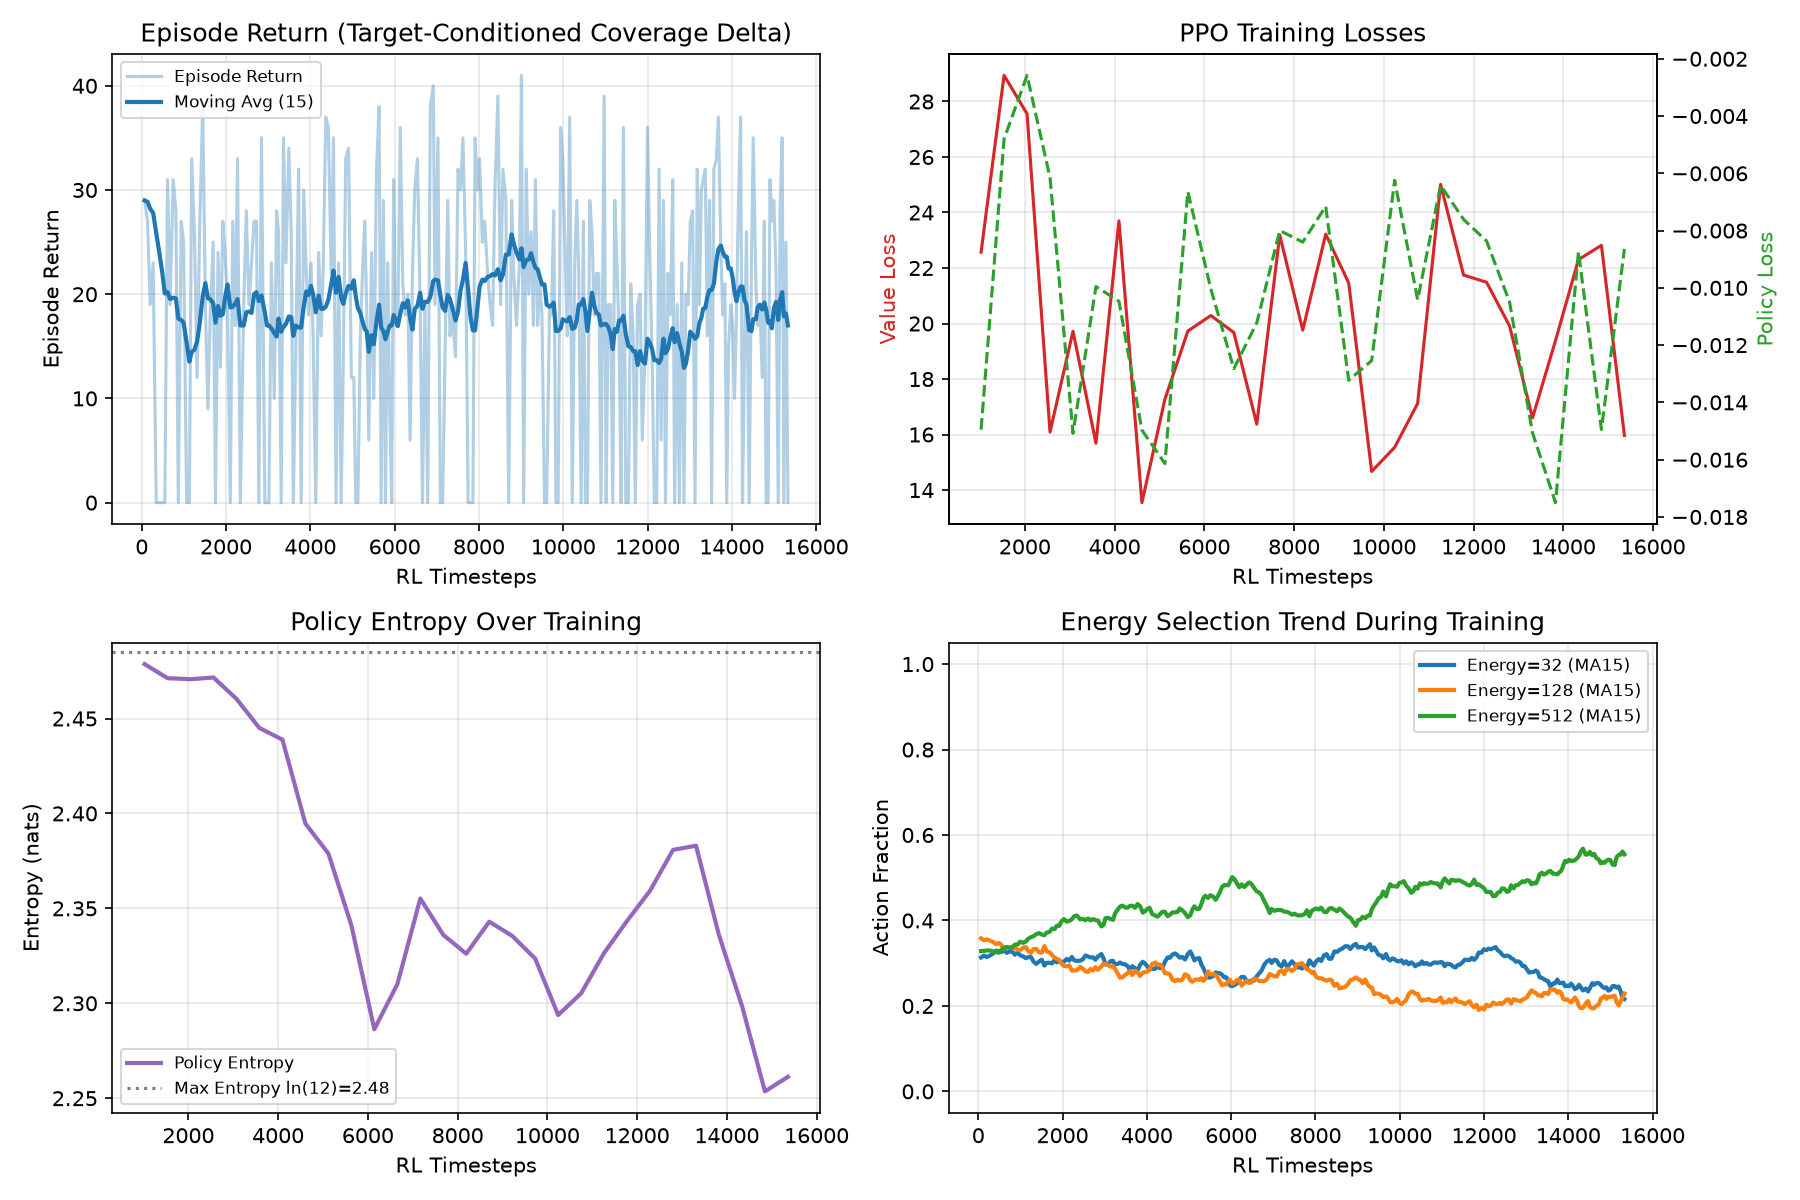 Episode Return (Target-Conditioned Coverage Delta)
Episode Return
Moving Avg (15)
40
30
20
10
0
Episode Return
0 2000 4000 6000 8000 10000 12000 14000 16000
RL Timesteps
PPO Training Losses
28
26
24
22
20
18
16
14
Value Loss
−0.002
−0.004
−0.006
−0.008
−0.010
−0.012
−0.014
−0.016
−0.018
Policy Loss
2000 4000 6000 8000 10000 12000 14000 16000
RL Timesteps
Policy Entropy Over Training
2.45
2.40
2.35
2.30
2.25
Entropy (nats)
Policy Entropy
Max Entropy ln(12)=2.48
2000 4000 6000 8000 10000 12000 14000 16000
RL Timesteps
Energy Selection Trend During Training
Energy=32 (MA15)
Energy=128 (MA15)
Energy=512 (MA15)
1.0
0.8
0.6
0.4
0.2
0.0
Action Fraction
0 2000 4000 6000 8000 10000 12000 14000 16000
RL Timesteps